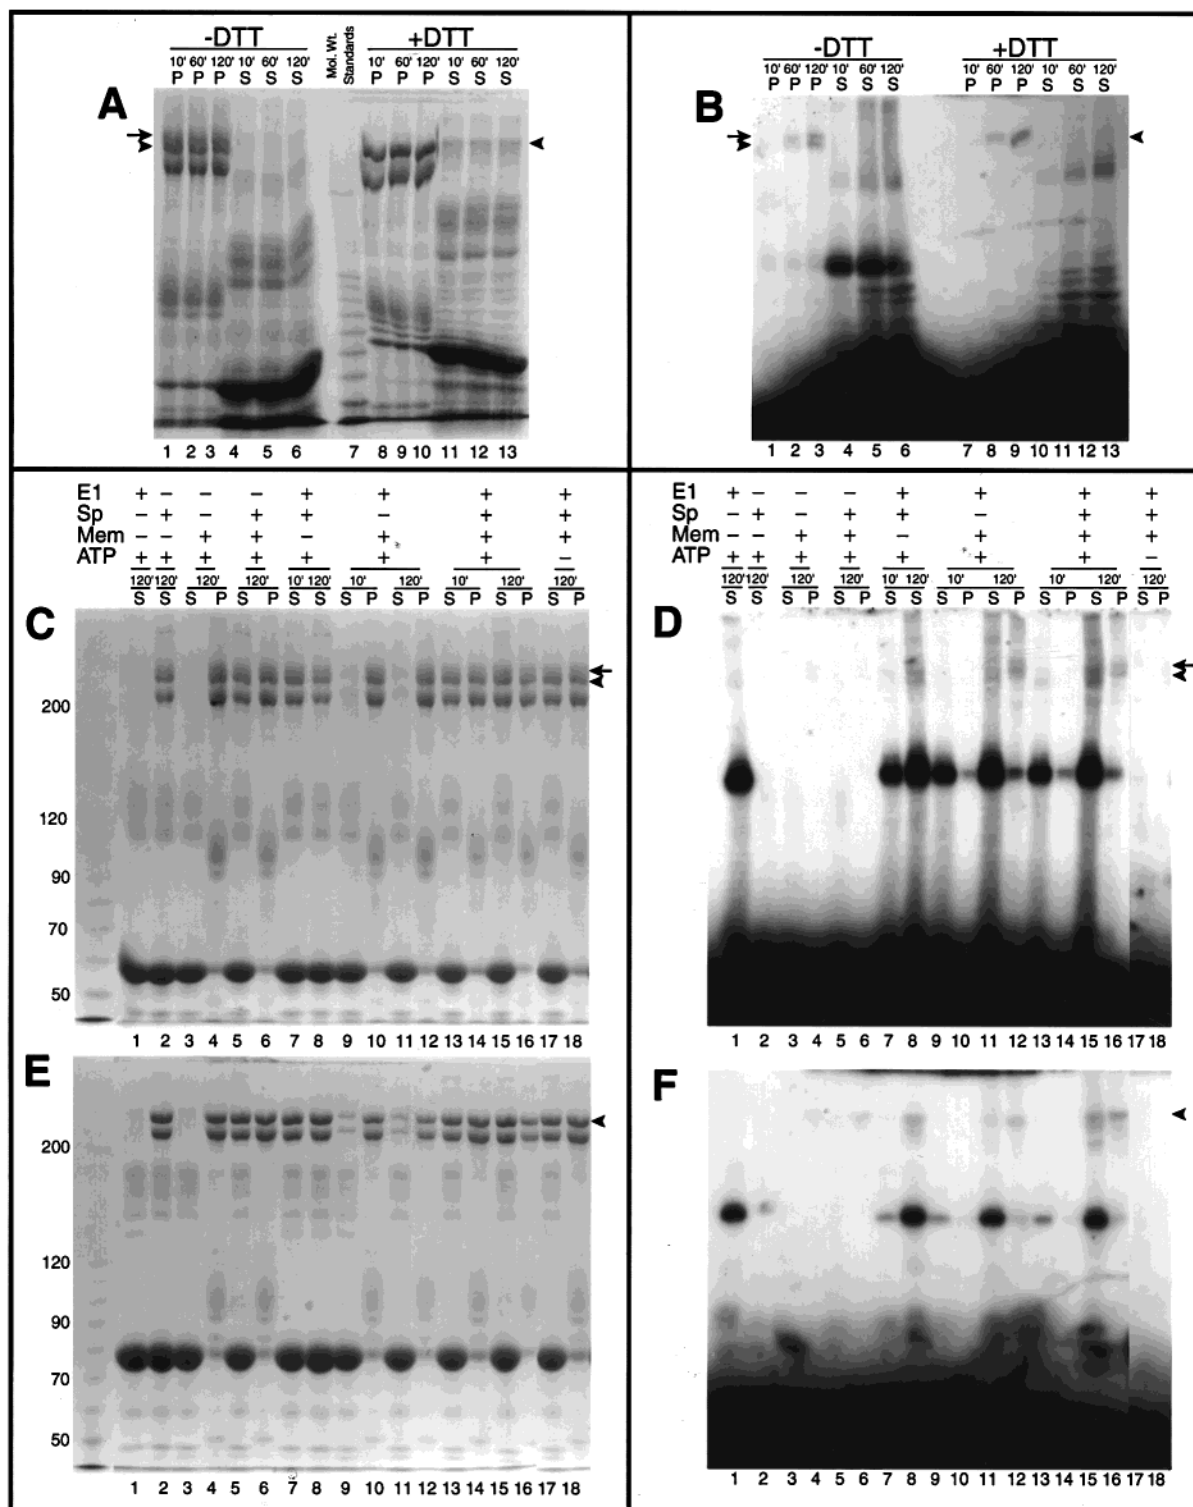 -DTT
+DTT
10' 60' 120' 10' 60' 120'
P P P S S S
Mol. Wt.
Standards
10' 60' 120' 10' 60' 120'
P P P S S S
A
1 2 3 4 5 6 7 8 9 10 11 12 13
-DTT
+DTT
10' 60' 120' 10' 60' 120'
P P P S S S
10' 60' 120' 10' 60' 120'
P P P S S S
B
1 2 3 4 5 6 7 8 9 10 11 12 13
E1 + − − − + + + +
Sp − + − + + − + +
Mem − − + + − + + +
ATP + + + + + + + −
120' 120' 120' 120' 10' 120' 10' 120' 10' 120' 120'
S S S P S P S S S P S P S P S P S P
C
200
120
90
70
50
1 2 3 4 5 6 7 8 9 10 11 12 13 14 15 16 17 18
E1 + − − − + + + +
Sp − + − + + − + +
Mem − − + + − + + +
ATP + + + + + + + −
120' 120' 120' 120' 10' 120' 10' 120' 10' 120' 120'
S S S P S P S S S P S P S P S P S P
D
1 2 3 4 5 6 7 8 9 10 11 12 13 14 15 16 17 18
E
200
120
90
70
50
1 2 3 4 5 6 7 8 9 10 11 12 13 14 15 16 17 18
F
1 2 3 4 5 6 7 8 9 10 11 12 13 14 15 16 17 18